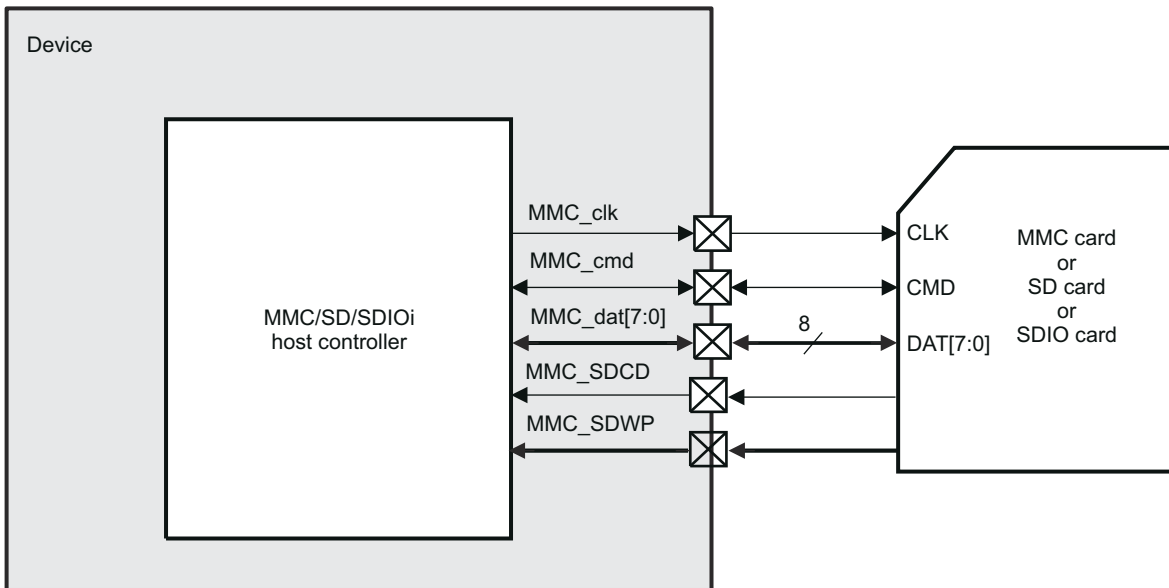 Device
MMC/SD/SDIOi
host controller
MMC_clk
MMC_cmd
MMC_dat[7:0]
MMC_SDCD
MMC_SDWP
8
CLK
CMD
DAT[7:0]
MMC card
or
SD card
or
SDIO card